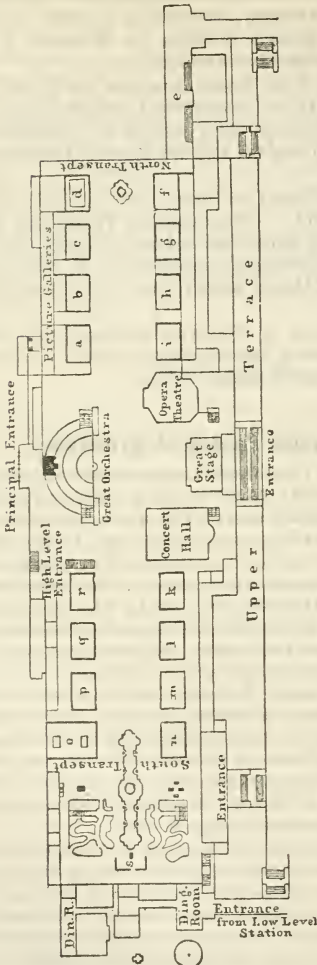 e
North Transept
d
f
c
g
b
h
a
i
Picture Galleries
Terrace
Principal Entrance
Opera
Theatre
Great Orchestra
Great
Stage
Entrance
Concert
Hall
High Level
Entrance
r
k
q
l
p
m
o
n
Upper
South
Transept
Entrance
s
Din. R.
Ding.
Room
Entrance
from Low Level
Station